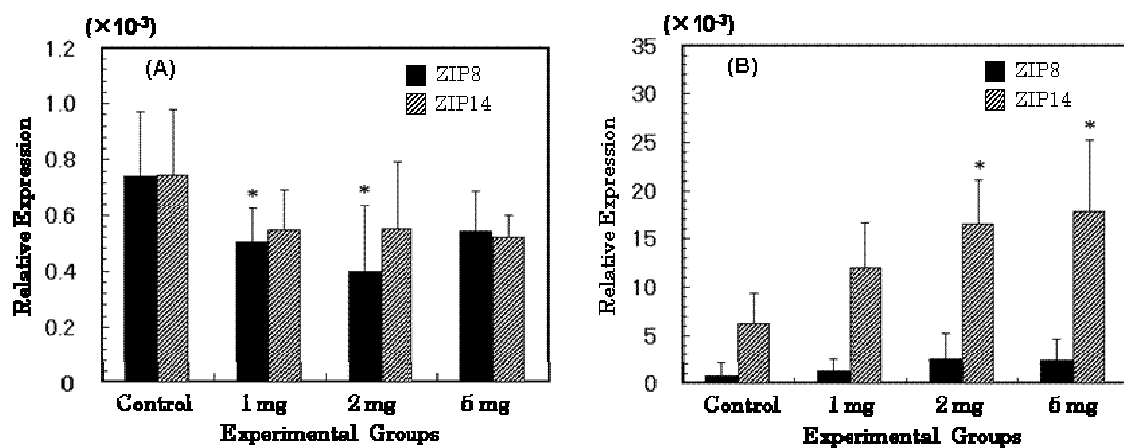 (×10-3)
(A)
ZIP8
ZIP14
1.2
1.0
0.8
0.6
0.4
0.2
0
Relative Expression
*
*
Control 1 mg 2 mg 6 mg
Experimental Groups
(×10-3)
(B)
ZIP8
ZIP14
35
30
25
20
15
10
5
0
Relative Expression
*
*
Control 1 mg 2 mg 6 mg
Experimental Groups